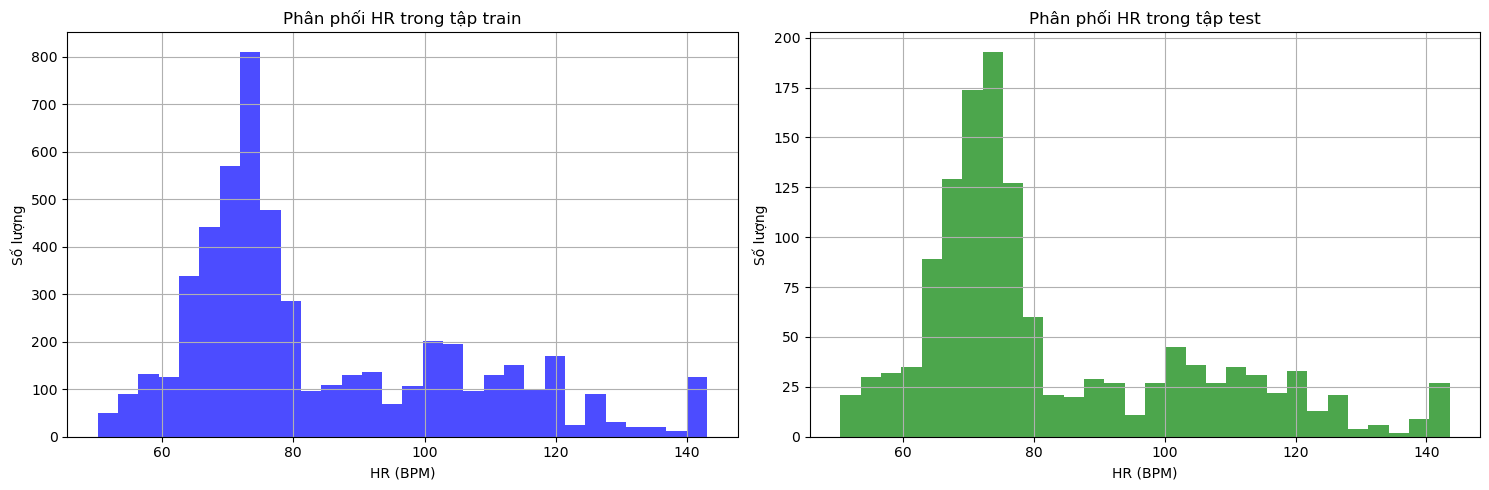 Phân phối HR trong tập train
Số lượng
800
700
600
500
400
300
200
100
0
60 80 100 120 140
HR (BPM)
Phân phối HR trong tập test
Số lượng
200
175
150
125
100
75
50
25
0
60 80 100 120 140
HR (BPM)